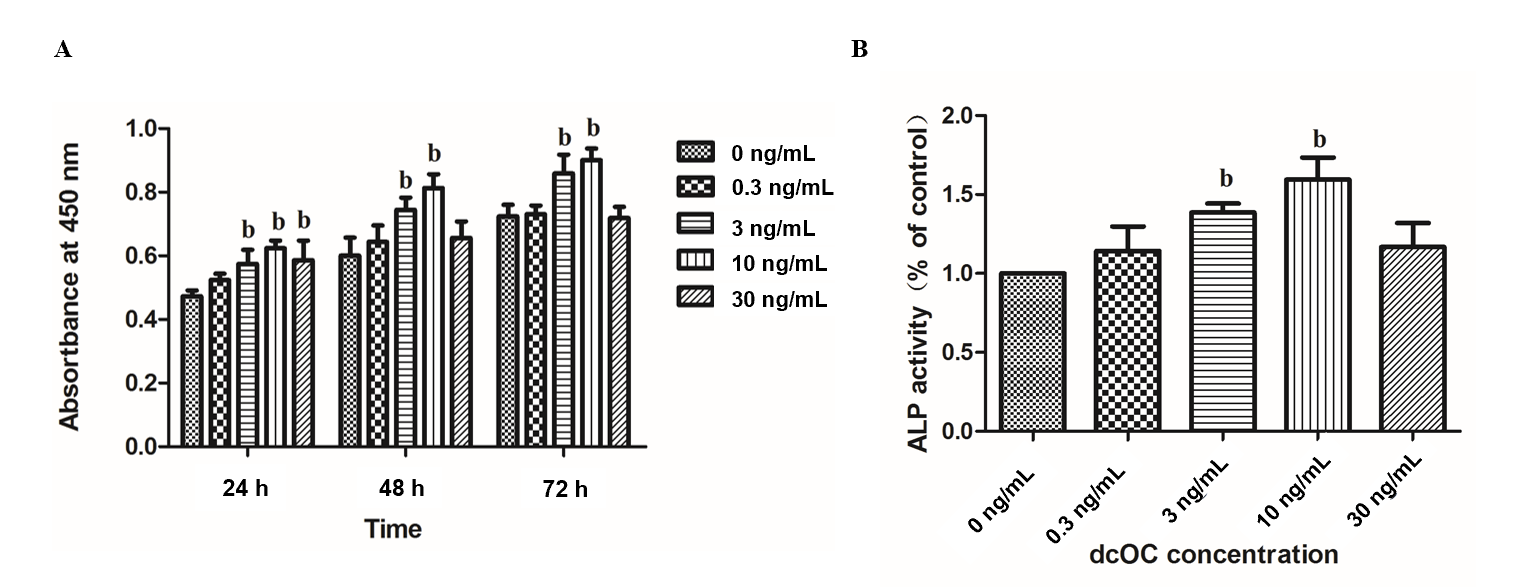 A
B
Absortbance at 450 nm
1.0
0.8
0.6
0.4
0.2
0.0
b
b
b
b
b
b
b
24 h
48 h
72 h
Time
0 ng/mL
0.3 ng/mL
3 ng/mL
10 ng/mL
30 ng/mL
ALP activity（% of control）
2.0
1.5
1.0
0.5
0.0
b
b
0 ng/mL
0.3 ng/mL
3 ng/mL
10 ng/mL
30 ng/mL
dcOC concentration